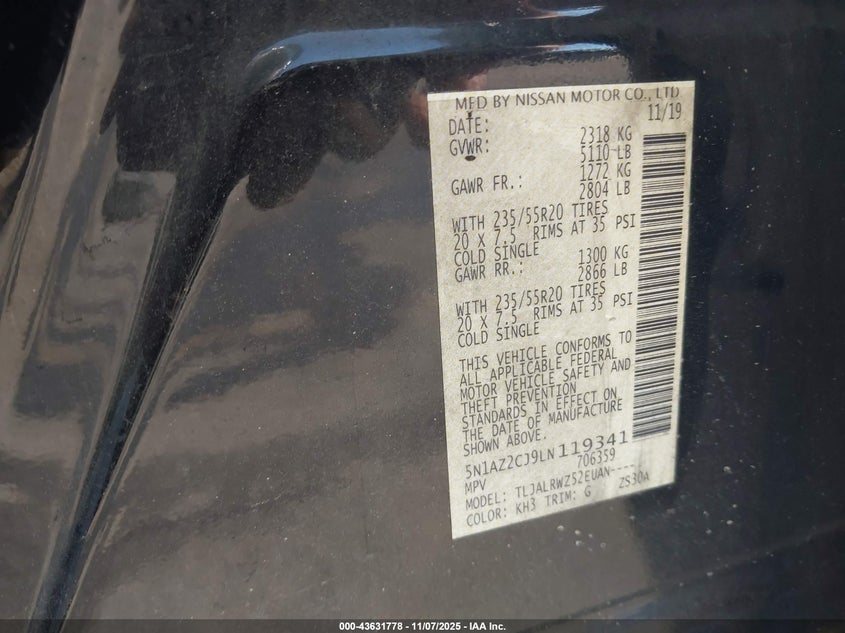 MFD BY NISSAN MOTOR CO., LTD
DATE: 11/19
GVWR: 2318 KG
5110 LB
GAWR FR.: 1272 KG
2804 LB
WITH 235/55R20 TIRES
20 X 7.5 RIMS AT 35 PSI
COLD SINGLE
GAWR RR.: 1300 KG
2866 LB
WITH 235/55R20 TIRES
20 X 7.5 RIMS AT 35 PSI
COLD SINGLE
THIS VEHICLE CONFORMS TO
ALL APPLICABLE FEDERAL
MOTOR VEHICLE SAFETY AND
THEFT PREVENTION
STANDARDS IN EFFECT ON
THE DATE OF MANUFACTURE
SHOWN ABOVE.
5N1AZ2CJ9LN119341
MPV 706359
MODEL: TLJALRWZ52EUAN-----
COLOR: KH3 TRIM: G ZS30A
000-43631778 - 11/07/2025 - IAA Inc.